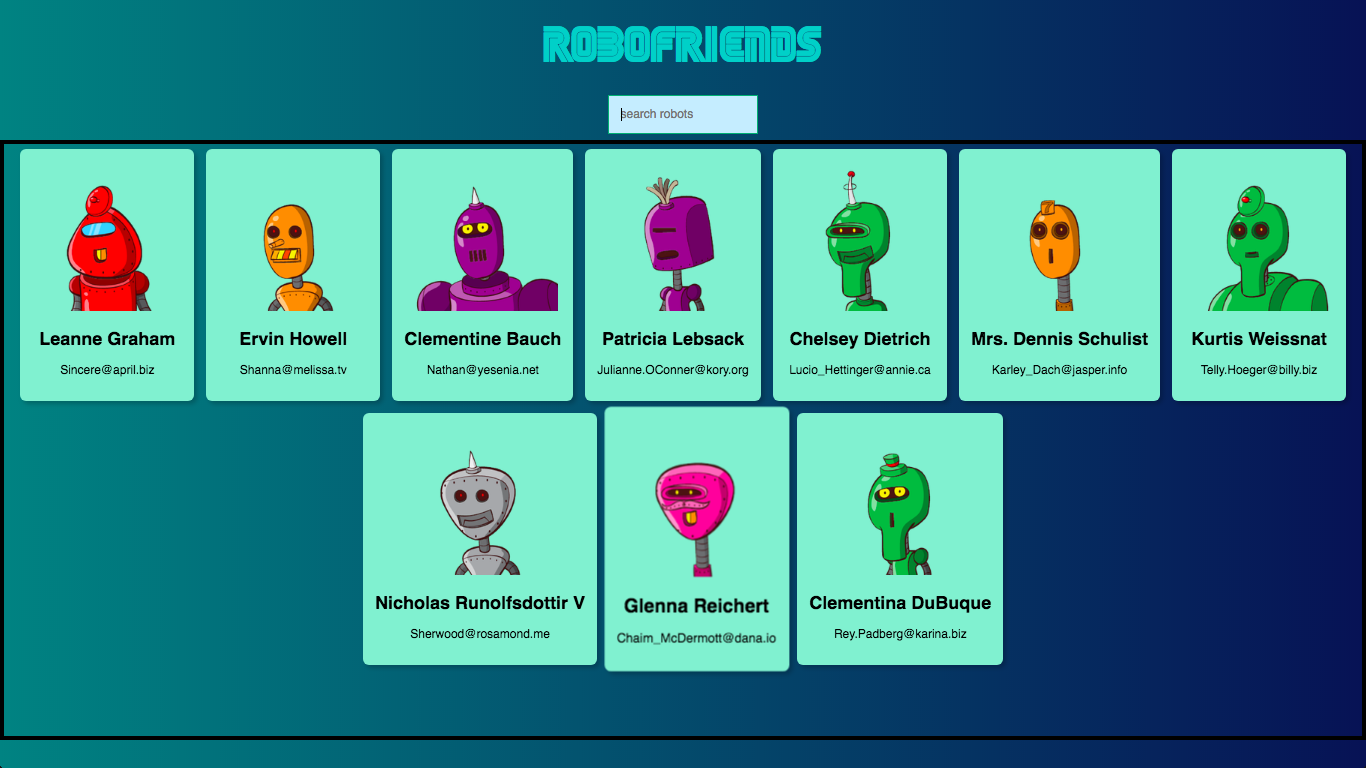 ROBOFRIENDS
search robots
Leanne Graham
Sincere@april.biz
Ervin Howell
Shanna@melissa.tv
Clementine Bauch
Nathan@yesenia.net
Patricia Lebsack
Julianne.OConner@kory.org
Chelsey Dietrich
Lucio_Hettinger@annie.ca
Mrs. Dennis Schulist
Karley_Dach@jasper.info
Kurtis Weissnat
Telly.Hoeger@billy.biz
Nicholas Runolfsdottir V
Sherwood@rosamond.me
Glenna Reichert
Chaim_McDermott@dana.io
Clementina DuBuque
Rey.Padberg@karina.biz